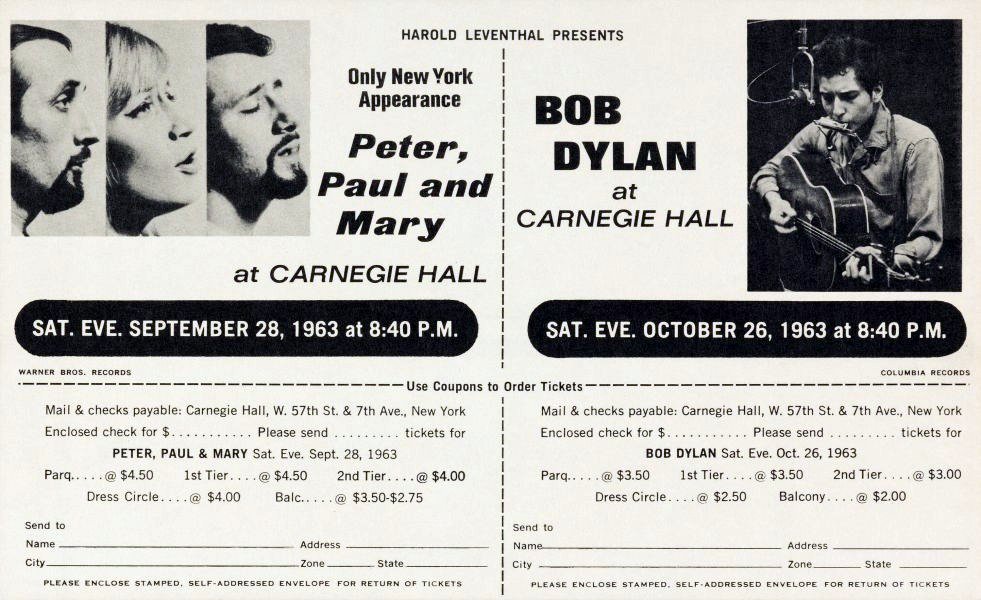 HAROLD LEVENTHAL PRESENTS
Only New York
Appearance
Peter,
Paul and
Mary
at CARNEGIE HALL
SAT. EVE. SEPTEMBER 28, 1963 at 8:40 P.M.
WARNER BROS. RECORDS
BOB
DYLAN
at
CARNEGIE HALL
SAT. EVE. OCTOBER 26, 1963 at 8:40 P.M.
COLUMBIA RECORDS
Use Coupons to Order Tickets
Mail & checks payable: Carnegie Hall, W. 57th St. & 7th Ave., New York
Enclosed check for $........... Please send ......... tickets for
PETER, PAUL & MARY Sat. Eve. Sept. 28, 1963
Parq.....@ $4.50 1st Tier....@ $4.50 2nd Tier....@ $4.00
Dress Circle....@ $4.00 Balc.....@ $3.50-$2.75
Send to
Name Address
City Zone State
PLEASE ENCLOSE STAMPED, SELF-ADDRESSED ENVELOPE FOR RETURN OF TICKETS
Mail & checks payable: Carnegie Hall, W. 57th St. & 7th Ave., New York
Enclosed check for $........... Please send ......... tickets for
BOB DYLAN Sat. Eve. Oct. 26, 1963
Parq.....@ $3.50 1st Tier....@ $3.50 2nd Tier....@ $3.00
Dress Circle....@ $2.50 Balcony....@ $2.00
Send to
Name Address
City Zone State
PLEASE ENCLOSE STAMPED, SELF-ADDRESSED ENVELOPE FOR RETURN OF TICKETS